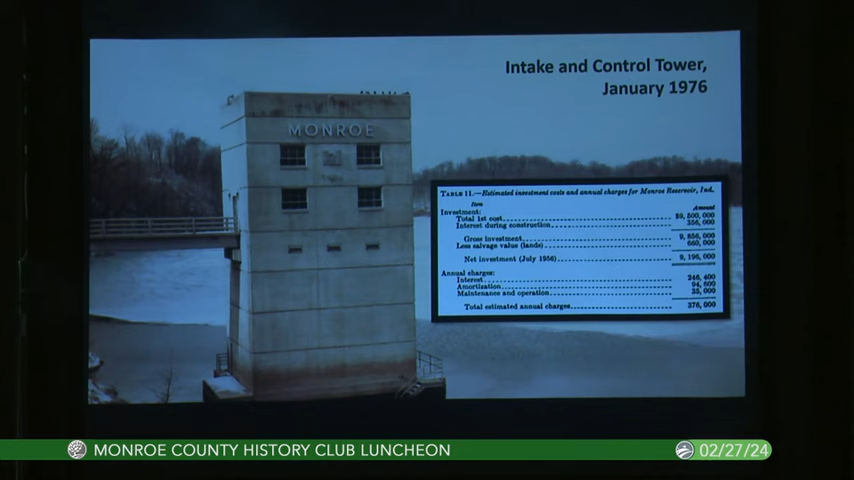 Intake and Control Tower,
January 1976
MONROE
TABLE 11.—Estimated investment costs and annual charges for Monroe Reservoir, Ind.
Item Amount
Investment:
Total 1st cost $9,500,000
Interest during construction 356,000
Gross investment 9,856,000
Less salvage value (lands) 660,000
Net investment (July 1956) 9,196,000
Annual charges:
Interest 246,400
Amortization 94,600
Maintenance and operation 35,000
Total estimated annual charges 376,000
MONROE COUNTY HISTORY CLUB LUNCHEON 02/27/24